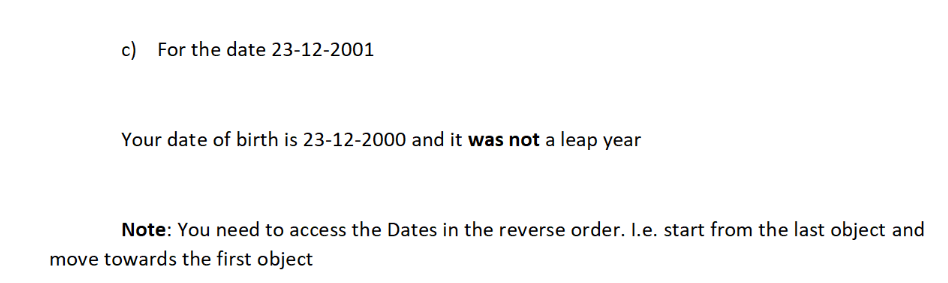 c) For the date 23-12-2001
Your date of birth is 23-12-2000 and it was not a leap year
Note: You need to access the Dates in the reverse order. I.e. start from the last object and
move towards the first object